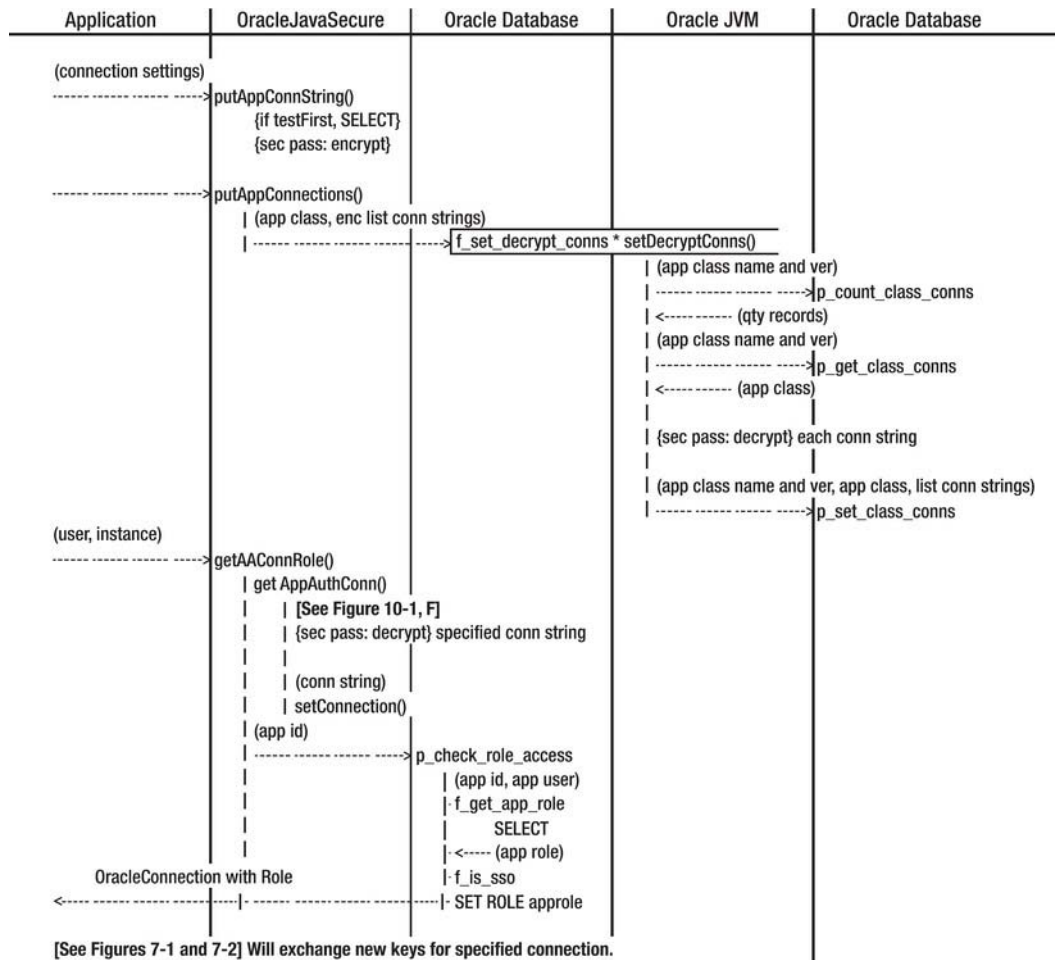 Application OracleJavaSecure Oracle Database Oracle JVM Oracle Database
(connection settings)
putAppConnString()
{if testFirst, SELECT}
{sec pass: encrypt}
putAppConnections()
(app class, enc list conn strings)
f_set_decrypt_conns * setDecryptConns()
(app class name and ver)
p_count_class_conns
(qty records)
(app class name and ver)
p_get_class_conns
(app class)
{sec pass: decrypt} each conn string
(app class name and ver, app class, list conn strings)
p_set_class_conns
(user, instance)
getAAConnRole()
get AppAuthConn()
[See Figure 10-1, F]
{sec pass: decrypt} specified conn string
(conn string)
setConnection()
(app id)
p_check_role_access
(app id, app user)
f_get_app_role
SELECT
(app role)
OracleConnection with Role
f_is_sso
SET ROLE approle
[See Figures 7-1 and 7-2] Will exchange new keys for specified connection.